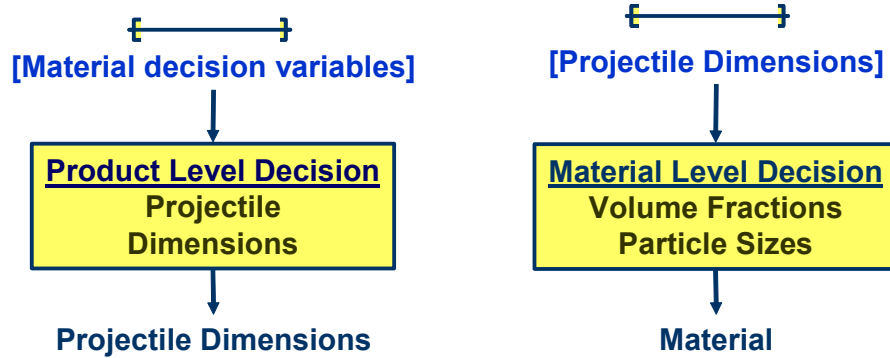 [Material decision variables]
Product Level Decision
Projectile
Dimensions
Projectile Dimensions
[Projectile Dimensions]
Material Level Decision
Volume Fractions
Particle Sizes
Material